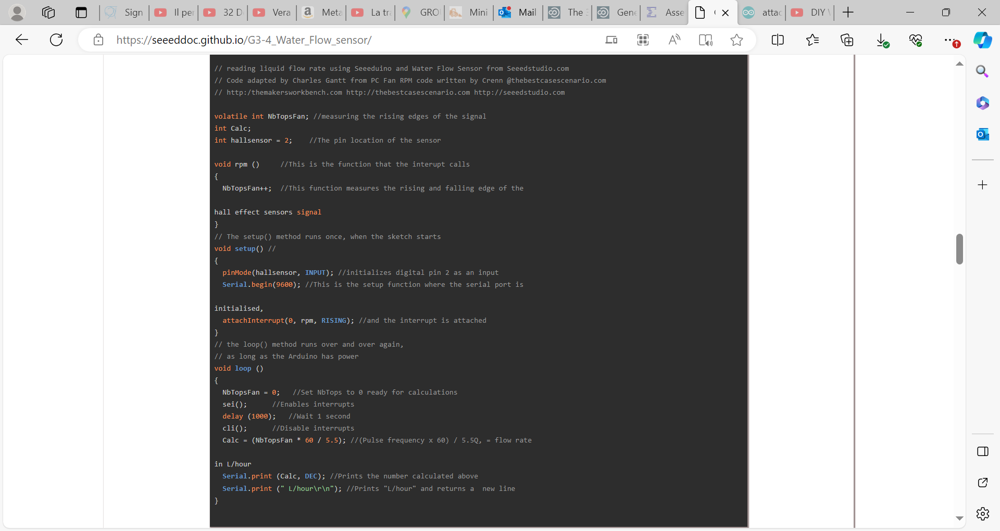 Sign
Il per
32 D
Vera
Meta
La tra
GRO
Mini
Mail
The
Gene
Asse
attac
DIY
https://seeeddoc.github.io/G3-4_Water_Flow_sensor/
// reading liquid flow rate using Seeeduino and Water Flow Sensor from Seeedstudio.com
// Code adapted by Charles Gantt from PC Fan RPM code written by Crenn @thebestcasescenario.com
// http:/themakersworkbench.com http://thebestcasescenario.com http://seeedstudio.com
volatile int NbTopsFan; //measuring the rising edges of the signal
int Calc;
int hallsensor = 2;    //The pin location of the sensor
void rpm ()     //This is the function that the interupt calls
{
  NbTopsFan++;  //This function measures the rising and falling edge of the
hall effect sensors signal
}
// The setup() method runs once, when the sketch starts
void setup() //
{
  pinMode(hallsensor, INPUT); //initializes digital pin 2 as an input
  Serial.begin(9600); //This is the setup function where the serial port is
initialised,
  attachInterrupt(0, rpm, RISING); //and the interrupt is attached
}
// the loop() method runs over and over again,
// as long as the Arduino has power
void loop ()
{
  NbTopsFan = 0;   //Set NbTops to 0 ready for calculations
  sei();      //Enables interrupts
  delay (1000);   //Wait 1 second
  cli();      //Disable interrupts
  Calc = (NbTopsFan * 60 / 5.5); //(Pulse frequency x 60) / 5.5Q, = flow rate
in L/hour
  Serial.print (Calc, DEC); //Prints the number calculated above
  Serial.print (" L/hour\r\n"); //Prints "L/hour" and returns a  new line
}